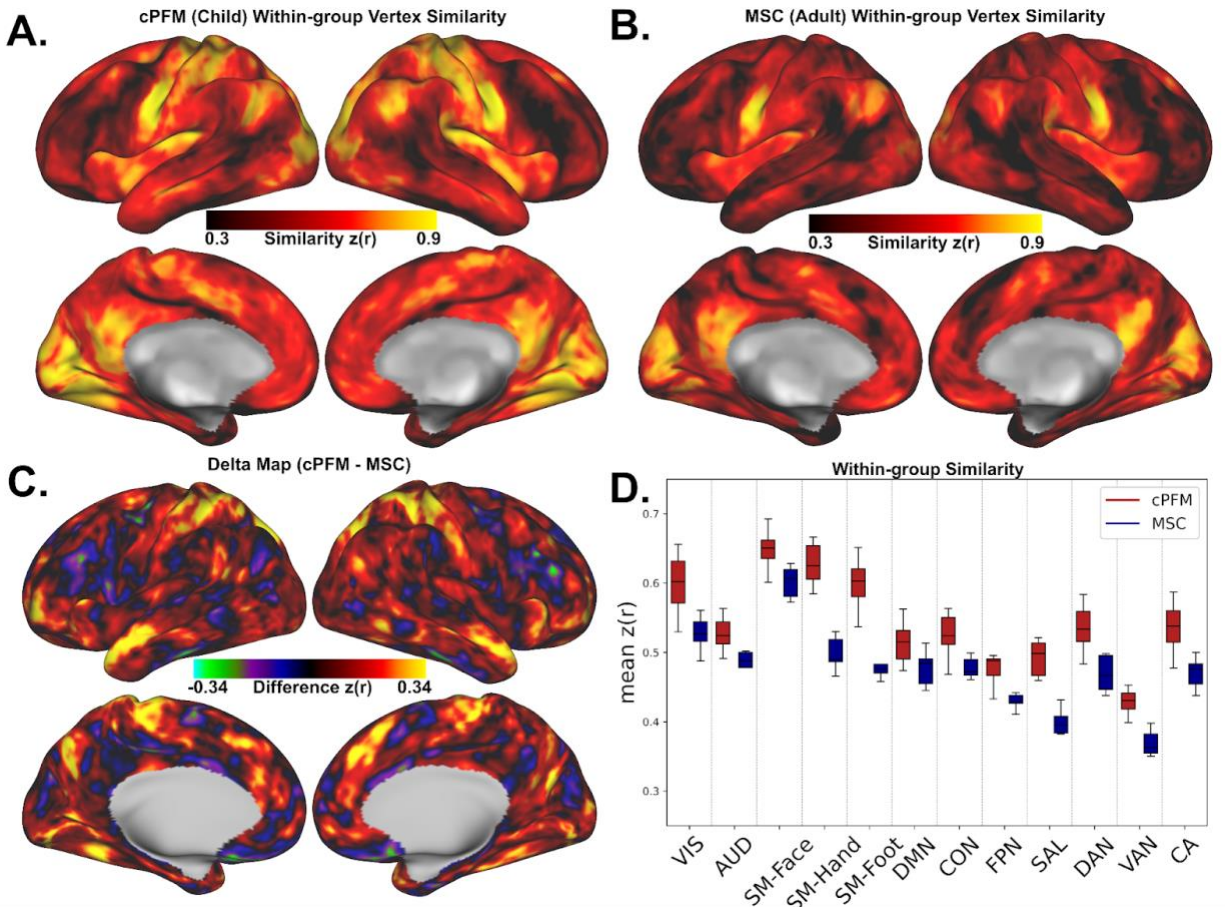 A.
cPFM (Child) Within-group Vertex Similarity
0.3 Similarity z(r) 0.9
B.
MSC (Adult) Within-group Vertex Similarity
0.3 Similarity z(r) 0.9
C.
Delta Map (cPFM - MSC)
-0.34 Difference z(r) 0.34
D.
Within-group Similarity
cPFM
MSC
mean z(r)
0.7
0.6
0.5
0.4
0.3
VIS
AUD
SM-Face
SM-Hand
SM-Foot
DMN
CON
FPN
SAL
DAN
VAN
CA